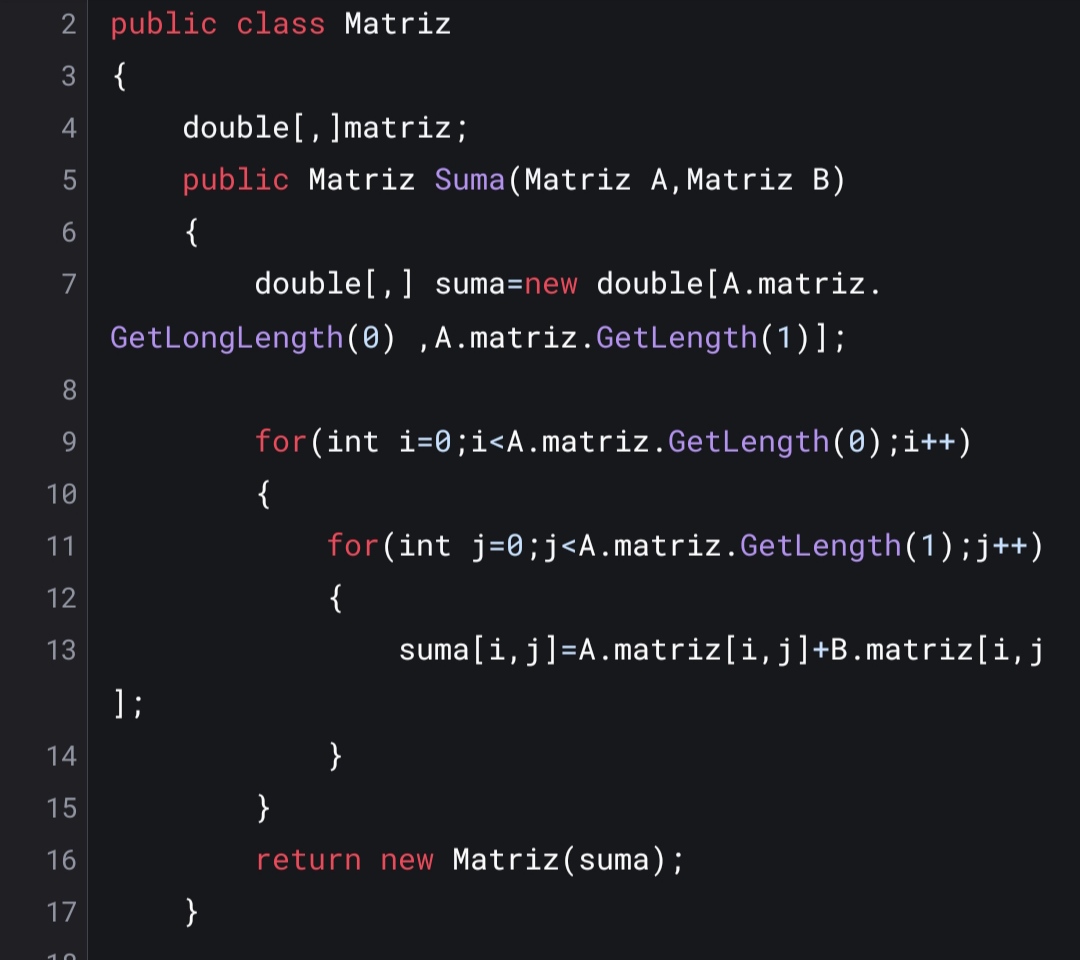 2 public class Matriz
3 {
4 double[,]matriz;
5 public Matriz Suma(Matriz A,Matriz B)
6 {
7 double[,] suma=new double[A.matriz.
GetLongLength(0) ,A.matriz.GetLength(1)];
8
9 for(int i=0;i<A.matriz.GetLength(0);i++)
10 {
11 for(int j=0;j<A.matriz.GetLength(1);j++)
12 {
13 suma[i,j]=A.matriz[i,j]+B.matriz[i,j
];
14 }
15 }
16 return new Matriz(suma);
17 }